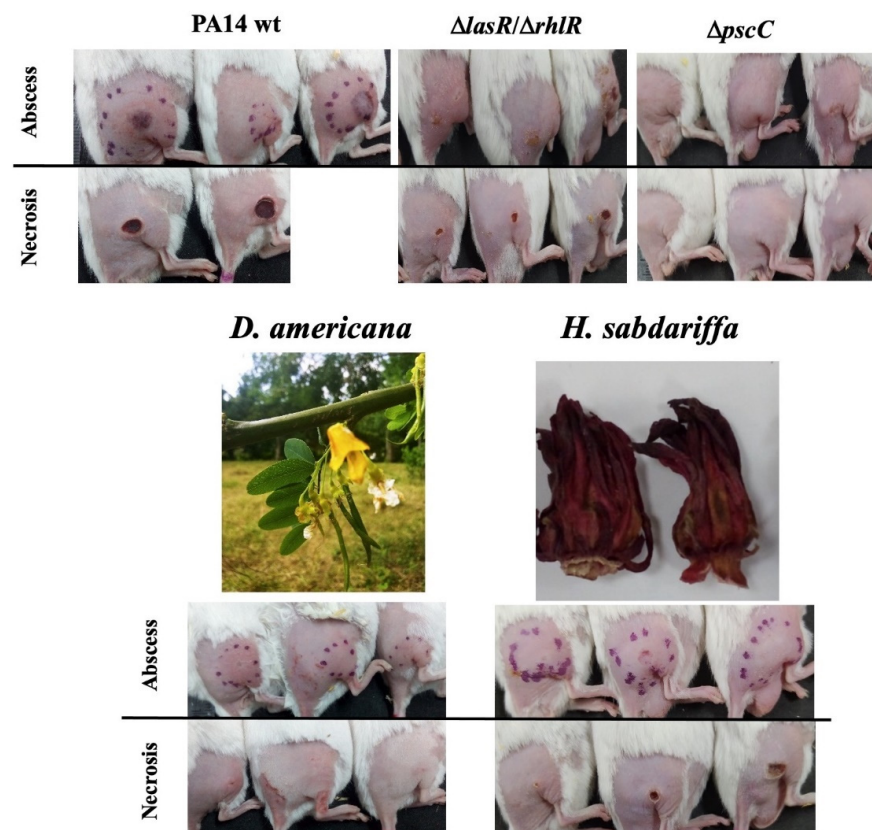 PA14 wt
ΔlasR/ΔrhlR
ΔpscC
Abscess
Necrosis
D. americana
H. sabdariffa
Abscess
Necrosis